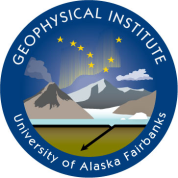 GEOPHYSICAL INSTITUTE
University of Alaska Fairbanks